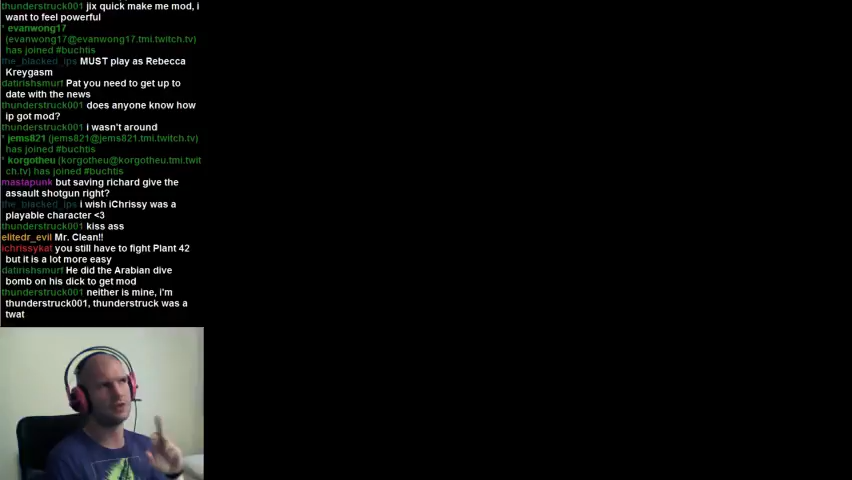 thunderstruck001 jix quick make me mod, i
want to feel powerful
* evanwong17
(evanwong17@evanwong17.tmi.twitch.tv)
has joined #buchtis
the_blacked_ips MUST play as Rebecca
Kreygasm
datirishsmurf Pat you need to get up to
date with the news
thunderstruck001 does anyone know how
ip got mod?
thunderstruck001 i wasn't around
* jems821 (jems821@jems821.tmi.twitch.tv)
has joined #buchtis
* korgotheu (korgotheu@korgotheu.tmi.twit
ch.tv) has joined #buchtis
mastapunk but saving richard give the
assault shotgun right?
the_blacked_ips i wish iChrissy was a
playable character <3
thunderstruck001 kiss ass
elitedr_evil Mr. Clean!!
ichrissykat you still have to fight Plant 42
but it is a lot more easy
datirishsmurf He did the Arabian dive
bomb on his dick to get mod
thunderstruck001 neither is mine, i'm
thunderstruck001, thunderstruck was a
twat